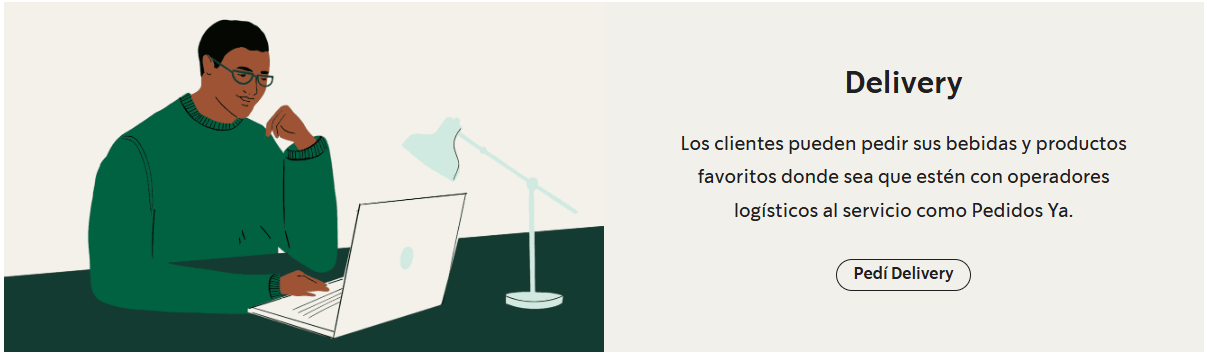 Delivery
Los clientes pueden pedir sus bebidas y productos
favoritos donde sea que estén con operadores
logísticos al servicio como Pedidos Ya.
Pedí Delivery